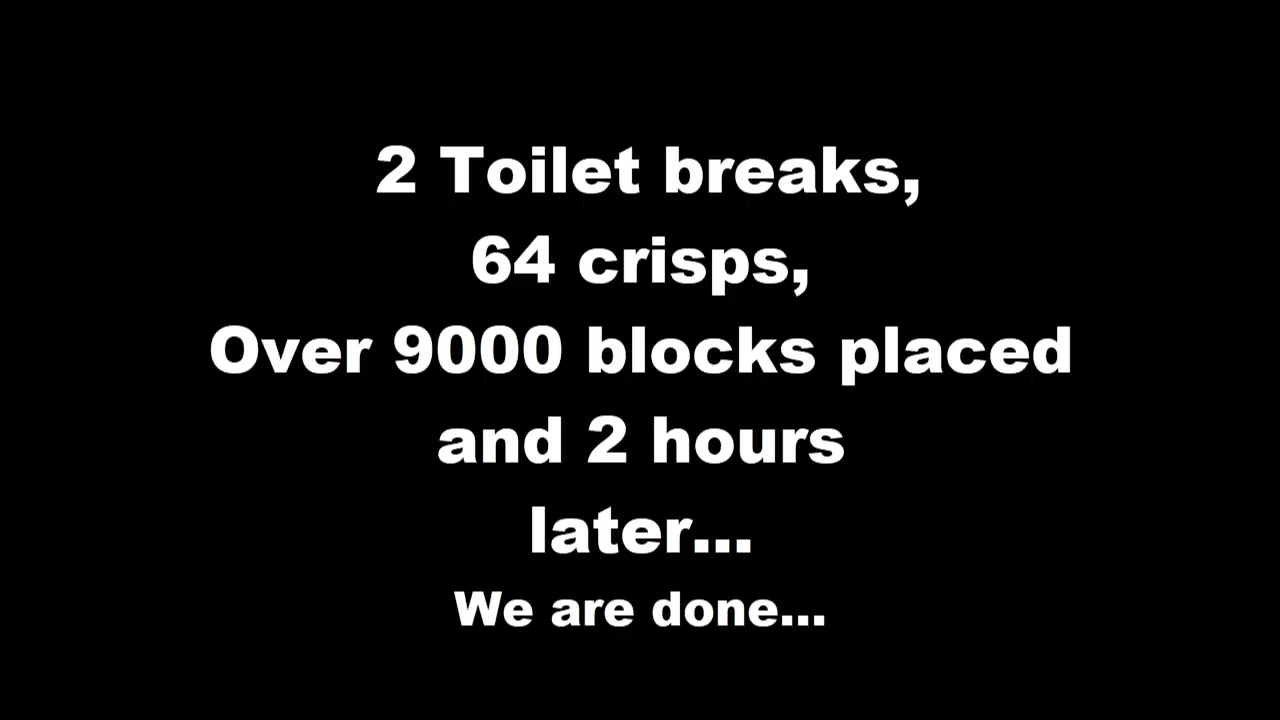 2 Toilet breaks,
64 crisps,
Over 9000 blocks placed
and 2 hours
later...
We are done...